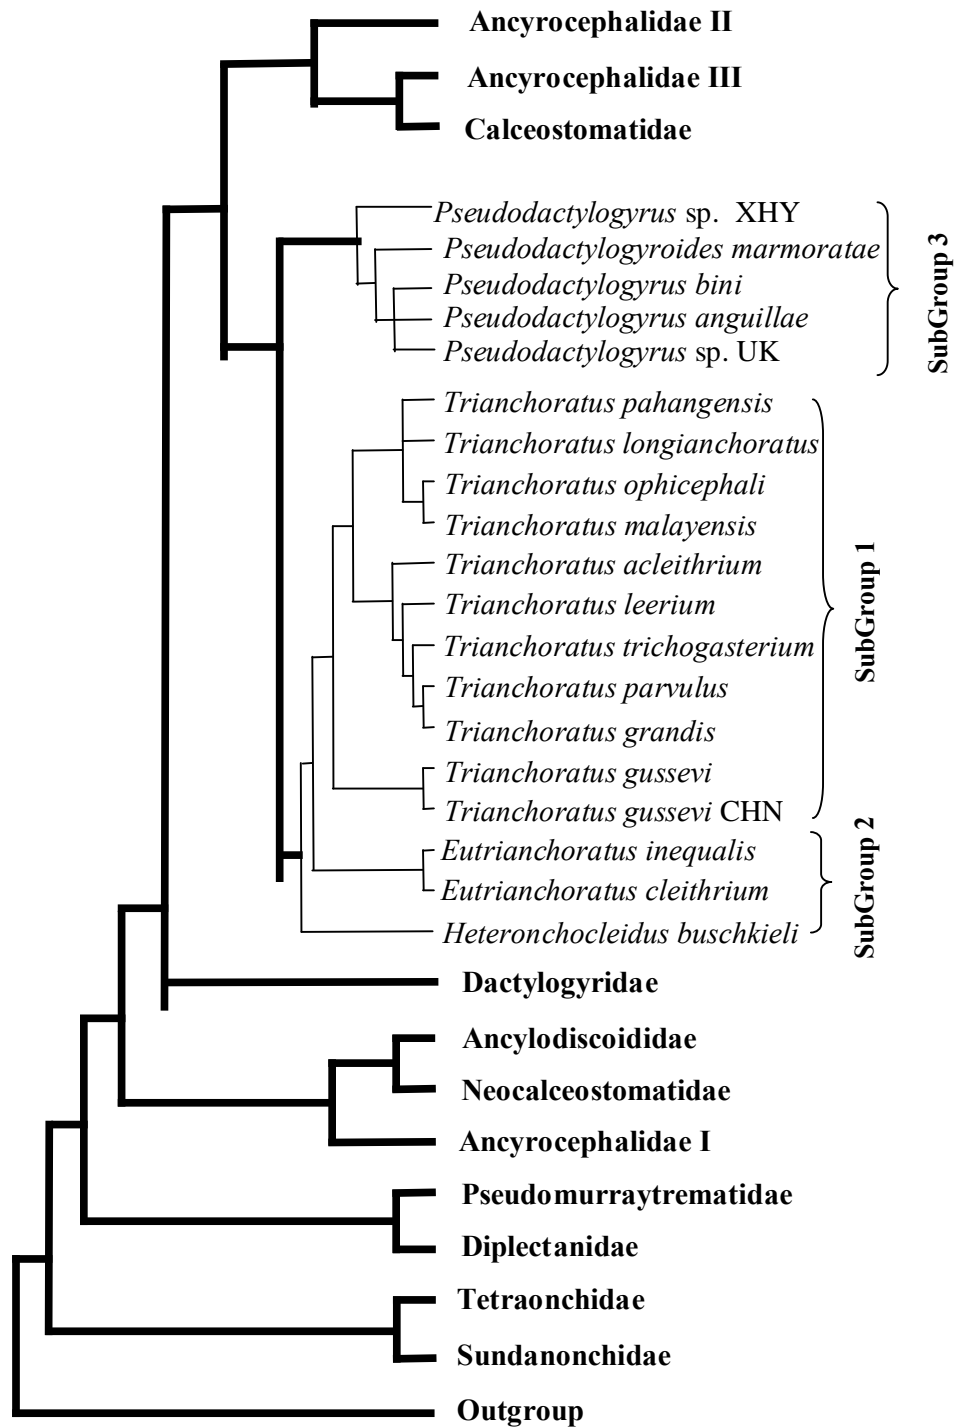 Ancyrocephalidae II
Ancyrocephalidae III
Calceostomatidae
Pseudodactylogyrus sp. XHY
Pseudodactylogyroides marmoratae
Pseudodactylogyrus bini
Pseudodactylogyrus anguillae
Pseudodactylogyrus sp. UK
SubGroup 3
Trianchoratus pahangensis
Trianchoratus longianchoratus
Trianchoratus ophicephali
Trianchoratus malayensis
Trianchoratus acleithrium
Trianchoratus leerium
Trianchoratus trichogasterium
Trianchoratus parvulus
Trianchoratus grandis
Trianchoratus gussevi
Trianchoratus gussevi CHN
SubGroup 1
Eutrianchoratus inequalis
Eutrianchoratus cleithrium
Heteronchocleidus buschkieli
SubGroup 2
Dactylogyridae
Ancylodiscoididae
Neocalceostomatidae
Ancyrocephalidae I
Pseudomurraytrematidae
Diplectanidae
Tetraonchidae
Sundanonchidae
Outgroup